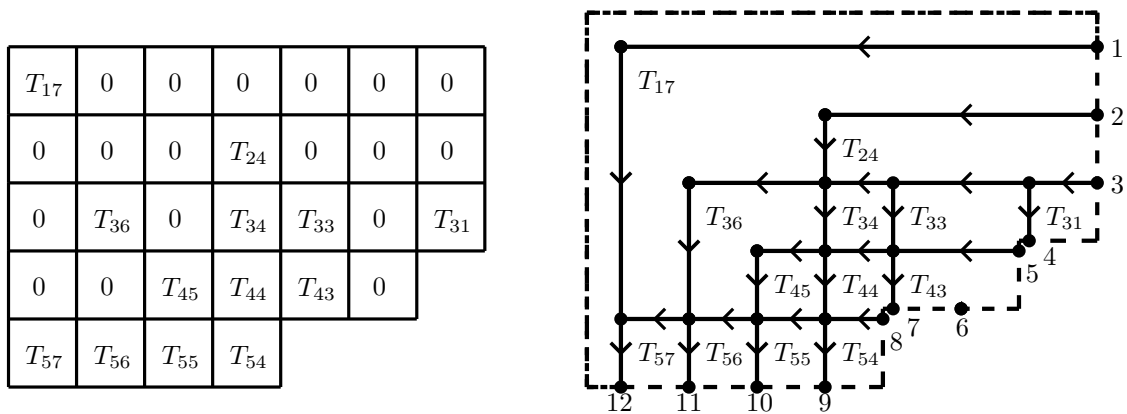 T₁₇ 0 0 0 0 0 0
0 0 0 T₂₄ 0 0 0
0 T₃₆ 0 T₃₄ T₃₃ 0 T₃₁
0 0 T₄₅ T₄₄ T₄₃ 0
T₅₇ T₅₆ T₅₅ T₅₄
1
T₁₇
2
T₂₄
3
T₃₆ T₃₄ T₃₃ T₃₁
4
5
T₄₅ T₄₄ T₄₃
7 6
8
T₅₇ T₅₆ T₅₅ T₅₄
12 11 10 9